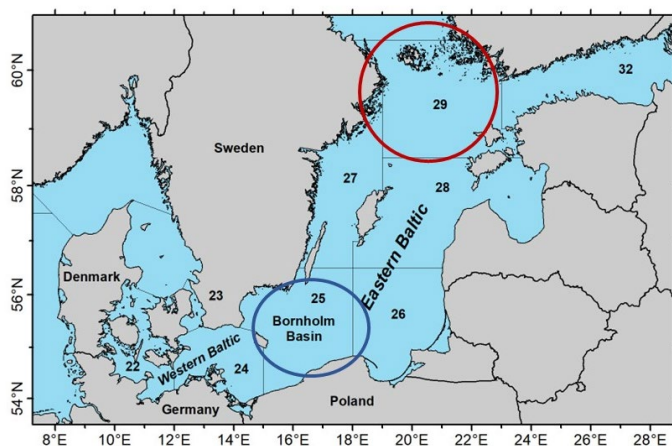 60°N
58°N
56°N
54°N
32
29
Sweden
27
28
Eastern Baltic
Denmark
23
25
Bornholm
Basin
26
Western Baltic
22
24
Germany
Poland
8°E 10°E 12°E 14°E 16°E 18°E 20°E 22°E 24°E 26°E 28°E